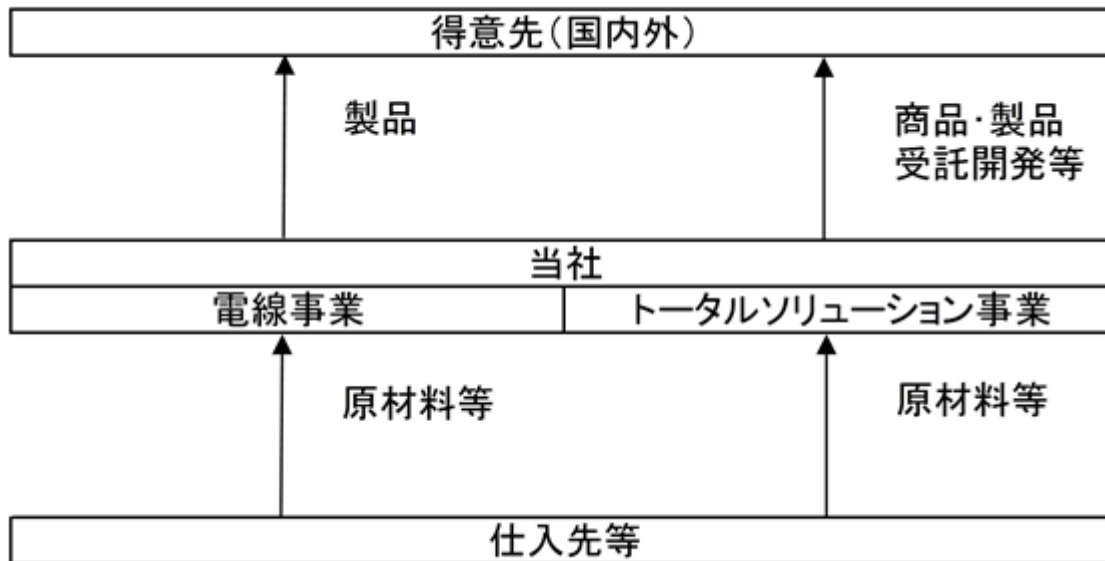 得意先(国内外)
製品
商品・製品
受託開発等
当社
電線事業
トータルソリューション事業
原材料等
原材料等
仕入先等